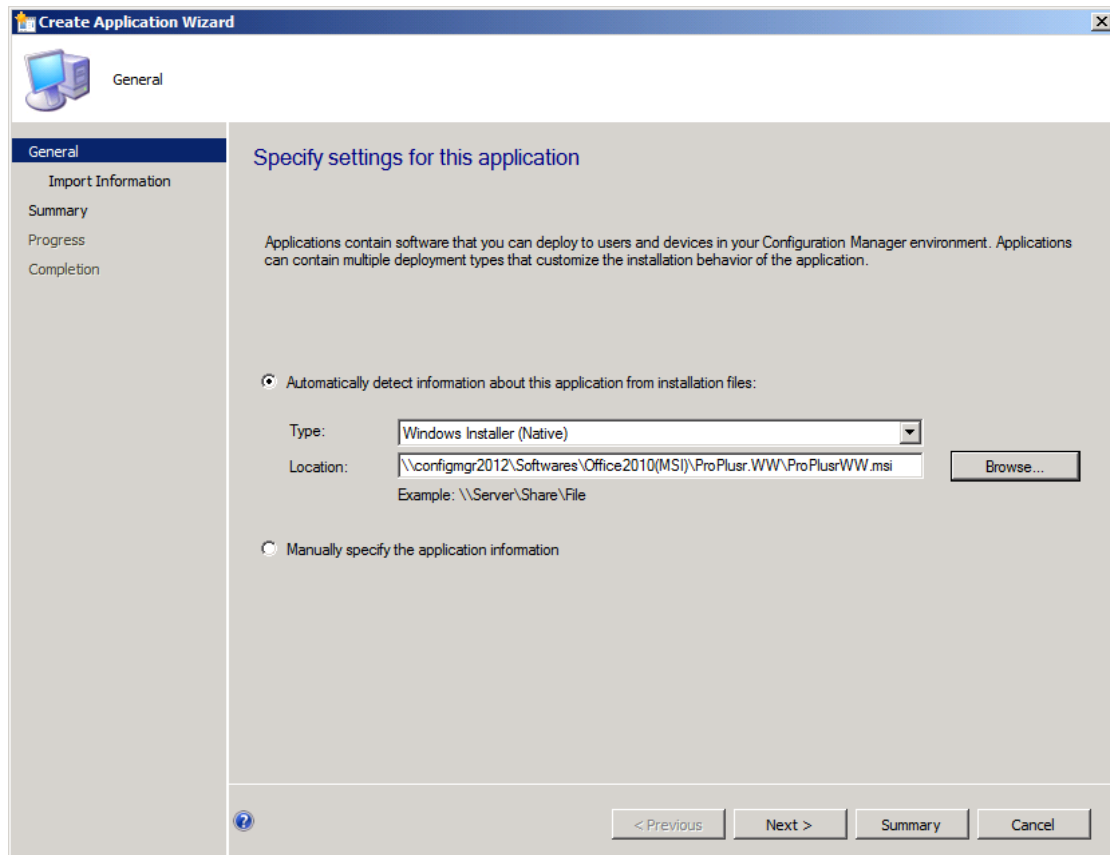 Create Application Wizard
General
General
Import Information
Summary
Progress
Completion
Specify settings for this application
Applications contain software that you can deploy to users and devices in your Configuration Manager environment. Applications
can contain multiple deployment types that customize the installation behavior of the application.
Automatically detect information about this application from installation files:
Type:
Windows Installer (Native)
Location:
\\configmgr2012\Softwares\Office2010(MSI)\ProPlusr.WW\ProPlusrWW.msi
Browse...
Example: \\Server\Share\File
Manually specify the application information
< Previous
Next >
Summary
Cancel